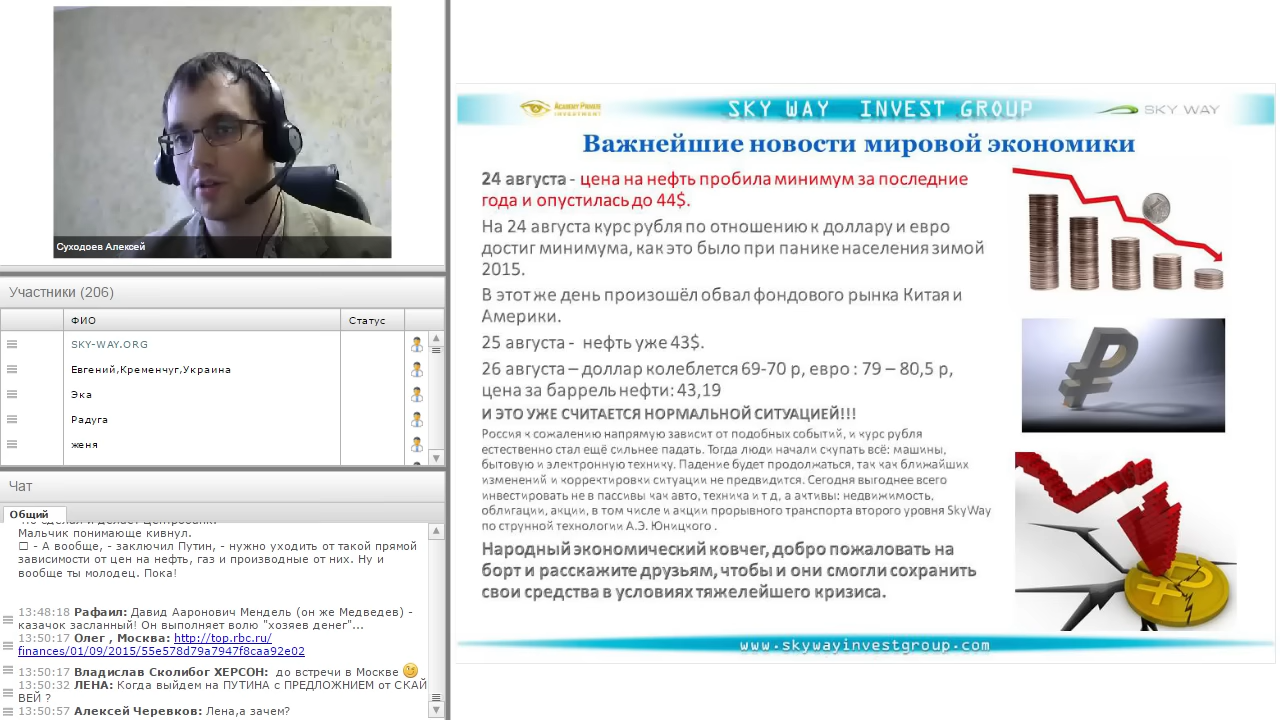 Суходоев Алексей
Участники (206)
ФИО
Статус
SKY-WAY.ORG
Евгений,Кременчуг,Украина
Эка
Радуга
женя
Чат
Общий
Мальчик понимающе кивнул.
- А вообще, - заключил Путин, - нужно уходить от такой прямой
зависимости от цен на нефть, газ и производные от них. Ну и
вообще ты молодец. Пока!
13:48:18 Рафаил: Давид Ааронович Мендель (он же Медведев) -
казачок засланный! Он выполняет волю "хозяев денег"...
13:50:17 Олег , Москва: http://top.rbc.ru/
finances/01/09/2015/55e578d79a7947f8caa92e02
13:50:17 Владислав Сколибог ХЕРСОН: до встречи в Москве
13:50:32 ЛЕНА: Когда выйдем на ПУТИНА с ПРЕДЛОЖНИЕМ от СКАЙ
ВЕЙ ?
13:50:57 Алексей Черевков: Лена,а зачем?
ACADEMY PRIVATE
INVESTMENT
SKY WAY INVEST GROUP
SKY WAY
Важнейшие новости мировой экономики
24 августа - цена на нефть пробила минимум за последние
года и опустилась до 44$.
На 24 августа курс рубля по отношению к доллару и евро
достиг минимума, как это было при панике населения зимой
2015.
В этот же день произошёл обвал фондового рынка Китая и
Америки.
25 августа - нефть уже 43$.
26 августа – доллар колеблется 69-70 р, евро : 79 – 80,5 р,
цена за баррель нефти: 43,19
И ЭТО УЖЕ СЧИТАЕТСЯ НОРМАЛЬНОЙ СИТУАЦИЕЙ!!!
Россия к сожалению напрямую зависит от подобных событий, и курс рубля
естественно стал ещё сильнее падать. Тогда люди начали скупать всё: машины,
бытовую и электронную технику. Падение будет продолжаться, так как ближайших
изменений и корректировки ситуации не предвидится. Сегодня выгоднее всего
инвестировать не в пассивы как авто, техника и т д, а активы: недвижимость,
облигации, акции, в том числе и акции прорывного транспорта второго уровня SkyWay
по струнной технологии А.Э. Юницкого .
Народный экономический ковчег, добро пожаловать на
борт и расскажите друзьям, чтобы и они смогли сохранить
свои средства в условиях тяжелейшего кризиса.
www.skywayinvestgroup.com